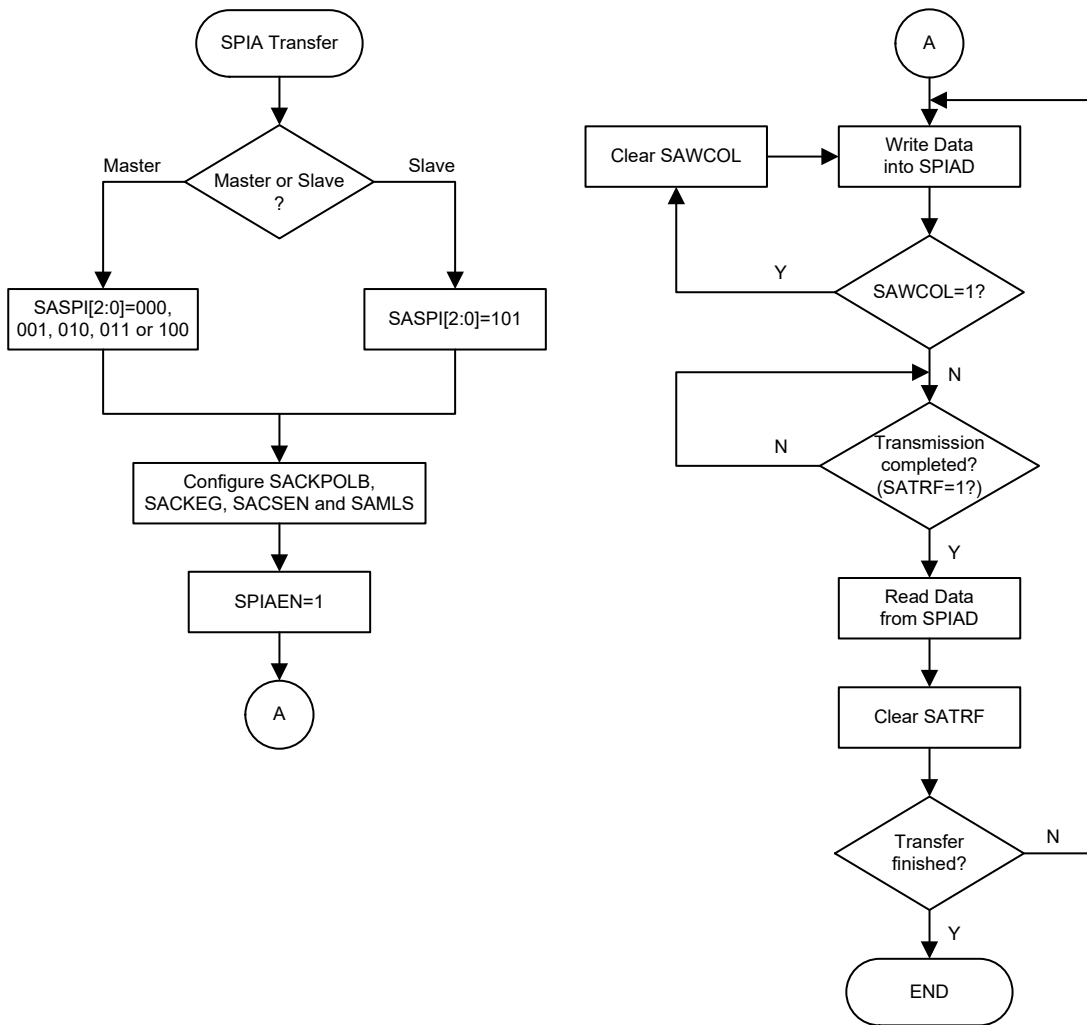 SPIA Transfer
Master
Slave
Master or Slave
?
SASPI[2:0]=000,
001, 010, 011 or 100
SASPI[2:0]=101
Configure SACKPOLB,
SACKEG, SACSEN and SAMLS
SPIAEN=1
A
A
Clear SAWCOL
Write Data
into SPIAD
Y
SAWCOL=1?
N
N
Transmission
completed?
(SATRF=1?)
Y
Read Data
from SPIAD
Clear SATRF
Transfer
finished?
N
Y
END